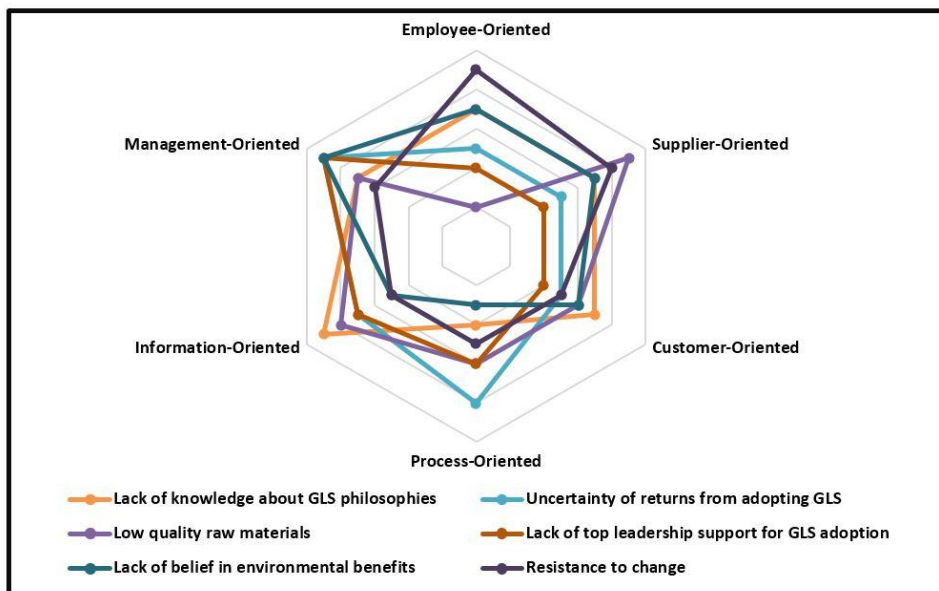 Employee-Oriented
Management-Oriented
Supplier-Oriented
Information-Oriented
Customer-Oriented
Process-Oriented
Lack of knowledge about GLS philosophies
Uncertainty of returns from adopting GLS
Low quality raw materials
Lack of top leadership support for GLS adoption
Lack of belief in environmental benefits
Resistance to change